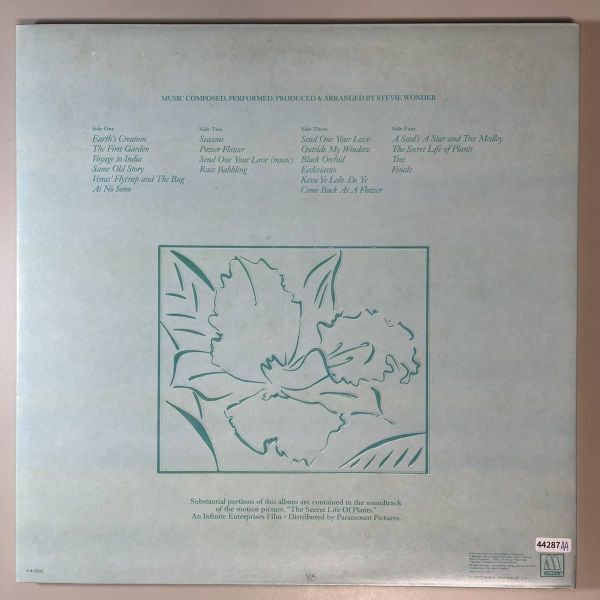 MUSIC COMPOSED, PERFORMED, PRODUCED & ARRANGED BY STEVIE WONDER
Side One
Earth's Creation
The First Garden
Voyage to India
Same Old Story
Venus' Flytrap and The Bug
Ai No Sono
Side Two
Seasons
Power Flower
Send One Your Love (music)
Race Babbling
Side Three
Send One Your Love
Outside My Window
Black Orchid
Ecclesiastes
Kesse Ye Lolo De Ye
Come Back As A Flower
Side Four
A Seed's A Star and Tree Medley
The Secret Life of Plants
Tree
Finale
Substantial portions of this album are contained in the soundtrack
of the motion picture, "The Secret Life Of Plants."
An Infinite Enterprises Film • Distributed by Paramount Pictures.
44287AA
¥4,000